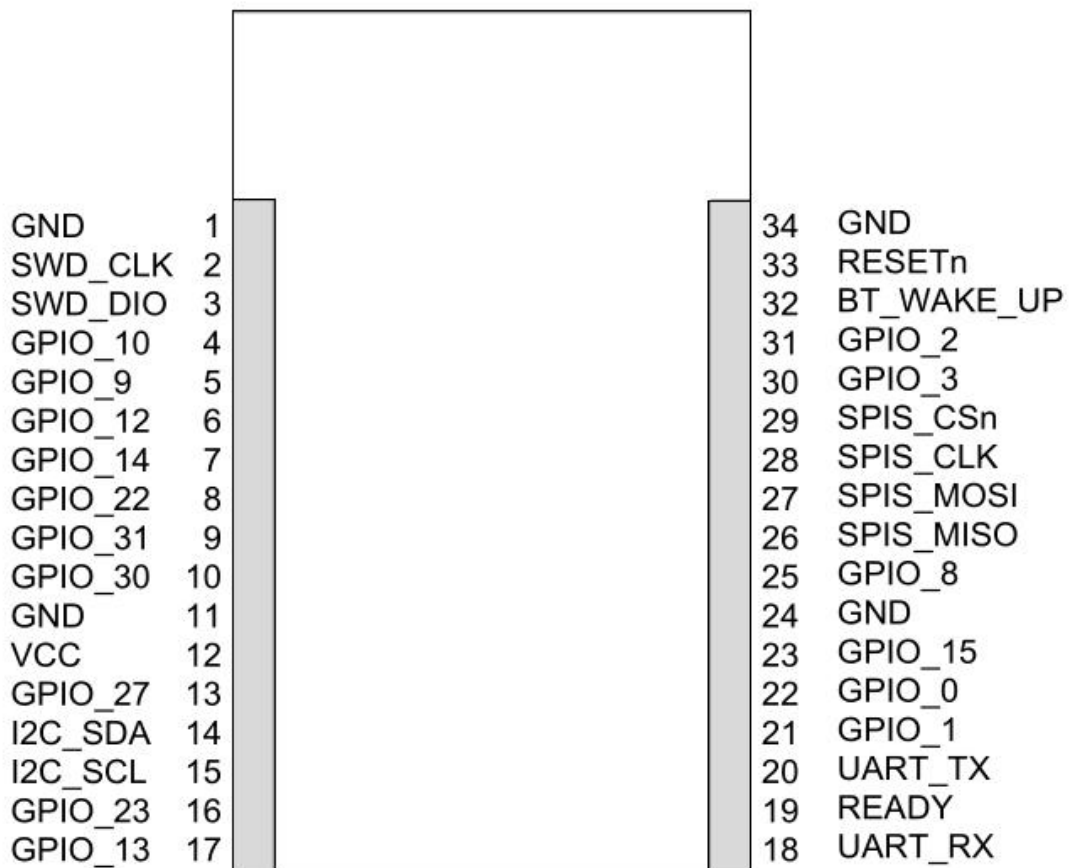 GND 1 34 GND
SWD_CLK 2 33 RESETn
SWD_DIO 3 32 BT_WAKE_UP
GPIO_10 4 31 GPIO_2
GPIO_9 5 30 GPIO_3
GPIO_12 6 29 SPIS_CSn
GPIO_14 7 28 SPIS_CLK
GPIO_22 8 27 SPIS_MOSI
GPIO_31 9 26 SPIS_MISO
GPIO_30 10 25 GPIO_8
GND 11 24 GND
VCC 12 23 GPIO_15
GPIO_27 13 22 GPIO_0
I2C_SDA 14 21 GPIO_1
I2C_SCL 15 20 UART_TX
GPIO_23 16 19 READY
GPIO_13 17 18 UART_RX